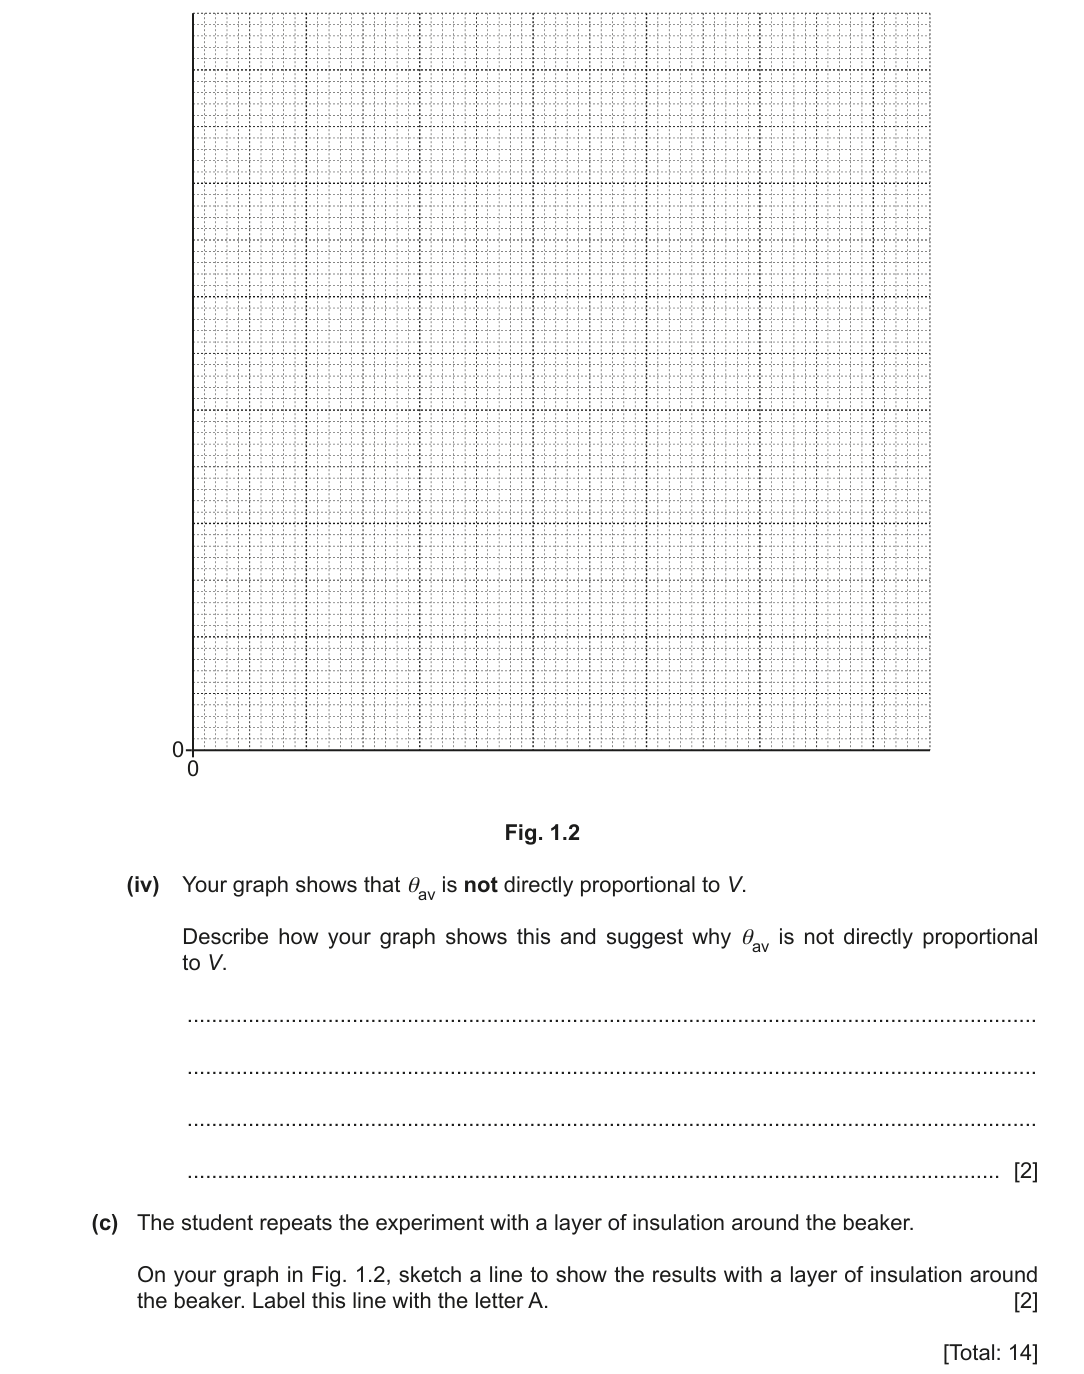 0
0
Fig. 1.2
(iv) Your graph shows that θav is not directly proportional to V.
Describe how your graph shows this and suggest why θav is not directly proportional
to V.
....................................................................................................................................
....................................................................................................................................
....................................................................................................................................
.............................................................................................................................. [2]
(c) The student repeats the experiment with a layer of insulation around the beaker.
On your graph in Fig. 1.2, sketch a line to show the results with a layer of insulation around
the beaker. Label this line with the letter A. [2]
[Total: 14]